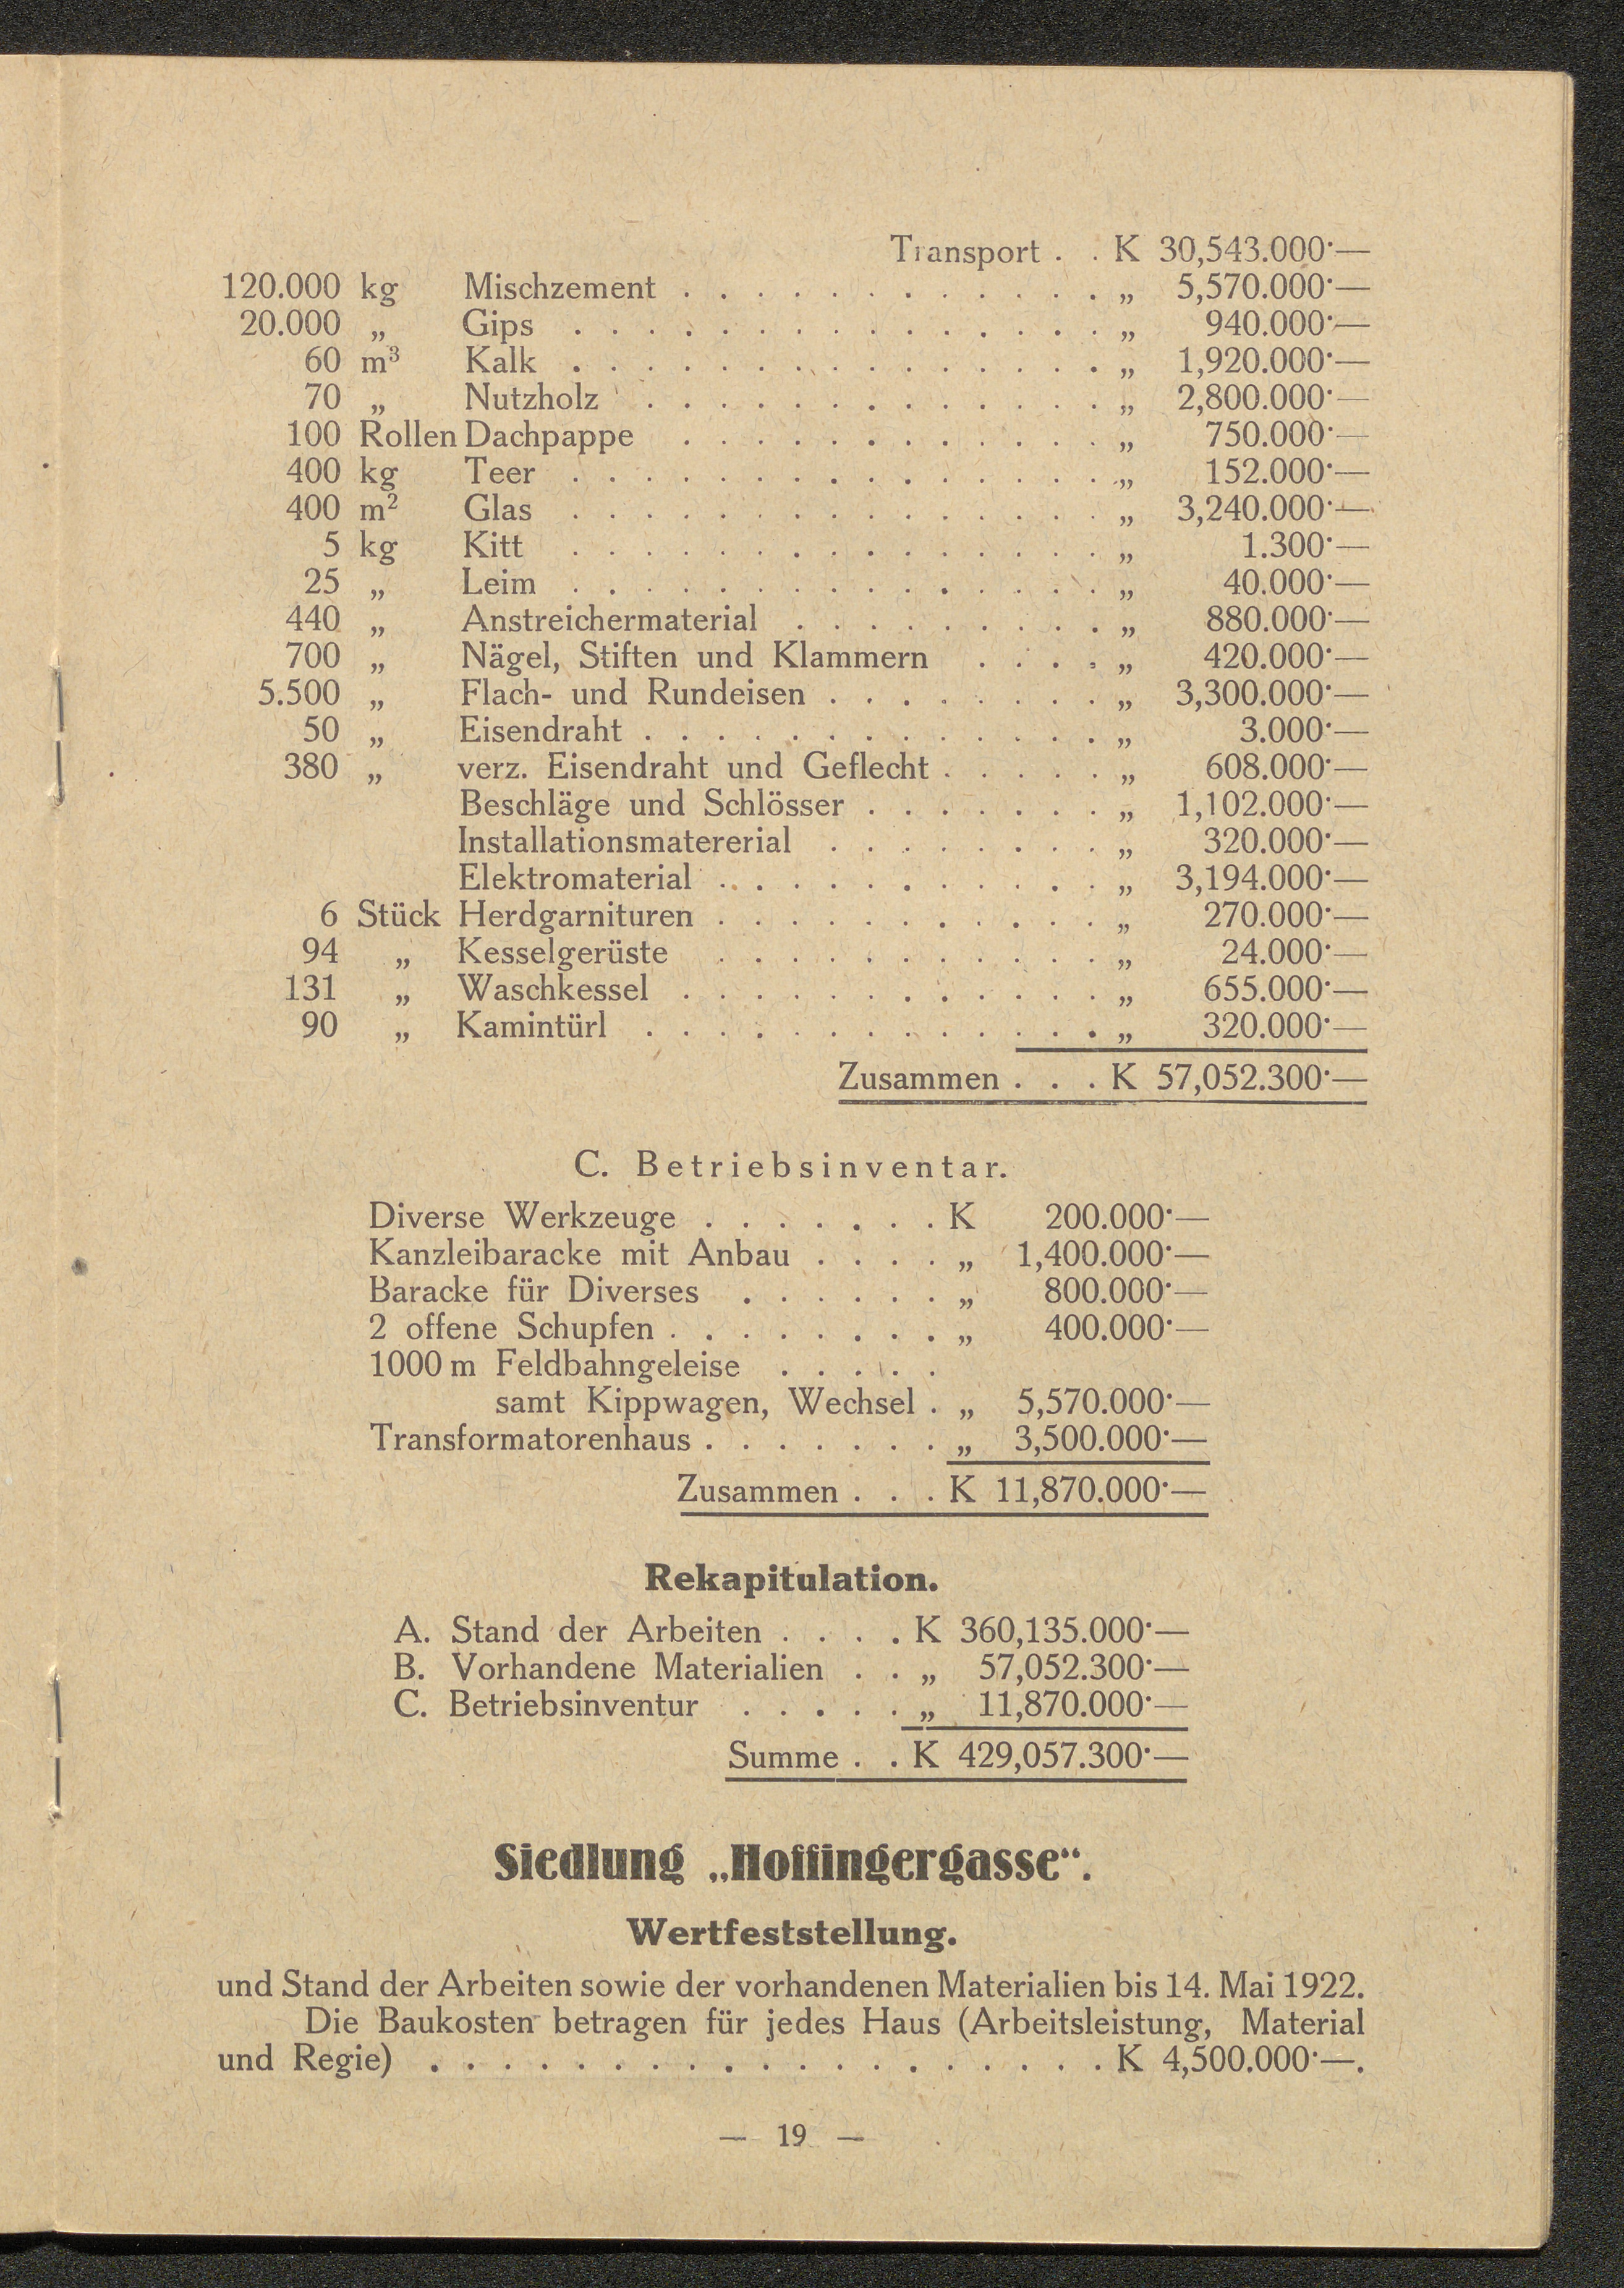 Transport . . K 30,543.000·—
120.000 kg Mischzement . . . . . . . . . . . . „ 5,570.000·—
20.000 „ Gips . . . . . . . . . . . . . . . „ 940.000·—
60 m³ Kalk . . . . . . . . . . . . . . . „ 1,920.000·—
70 „ Nutzholz . . . . . . . . . . . . . „ 2,800.000·—
100 Rollen Dachpappe . . . . . . . . . . . . „ 750.000·—
400 kg Teer . . . . . . . . . . . . . . . „ 152.000·—
400 m² Glas . . . . . . . . . . . . . . . „ 3,240.000·—
5 kg Kitt . . . . . . . . . . . . . . . „ 1.300·—
25 „ Leim . . . . . . . . . . . . . . . „ 40.000·—
440 „ Anstreichermaterial . . . . . . . . . „ 880.000·—
700 „ Nägel, Stiften und Klammern . . . . „ 420.000·—
5.500 „ Flach- und Rundeisen . . . . . . . . „ 3,300.000·—
50 „ Eisendraht . . . . . . . . . . . . . „ 3.000·—
380 „ verz. Eisendraht und Geflecht . . . . . „ 608.000·—
Beschläge und Schlösser . . . . . . . „ 1,102.000·—
Installationsmatererial . . . . . . . . „ 320.000·—
Elektromaterial . . . . . . . . . . . „ 3,194.000·—
6 Stück Herdgarnituren . . . . . . . . . . . „ 270.000·—
94 „ Kesselgerüste . . . . . . . . . . . „ 24.000·—
131 „ Waschkessel . . . . . . . . . . . . „ 655.000·—
90 „ Kamintürl . . . . . . . . . . . . . „ 320.000·—
Zusammen . . . K 57,052.300·—
C. Betriebsinventar.
Diverse Werkzeuge . . . . . . . K 200.000·—
Kanzleibaracke mit Anbau . . . . „ 1,400.000·—
Baracke für Diverses . . . . . . „ 800.000·—
2 offene Schupfen . . . . . . . . „ 400.000·—
1000 m Feldbahngeleise . . . . .
samt Kippwagen, Wechsel . „ 5,570.000·—
Transformatorenhaus . . . . . . . „ 3,500.000·—
Zusammen . . . K 11,870.000·—
Rekapitulation.
A. Stand der Arbeiten . . . . K 360,135.000·—
B. Vorhandene Materialien . . „ 57,052.300·—
C. Betriebsinventur . . . . . „ 11,870.000·—
Summe . . K 429,057.300·—
Siedlung „Hoffingergasse“.
Wertfeststellung.
und Stand der Arbeiten sowie der vorhandenen Materialien bis 14. Mai 1922.
Die Baukosten betragen für jedes Haus (Arbeitsleistung, Material
und Regie) . . . . . . . . . . . . . . . . . . . K 4,500.000·—.
— 19 —